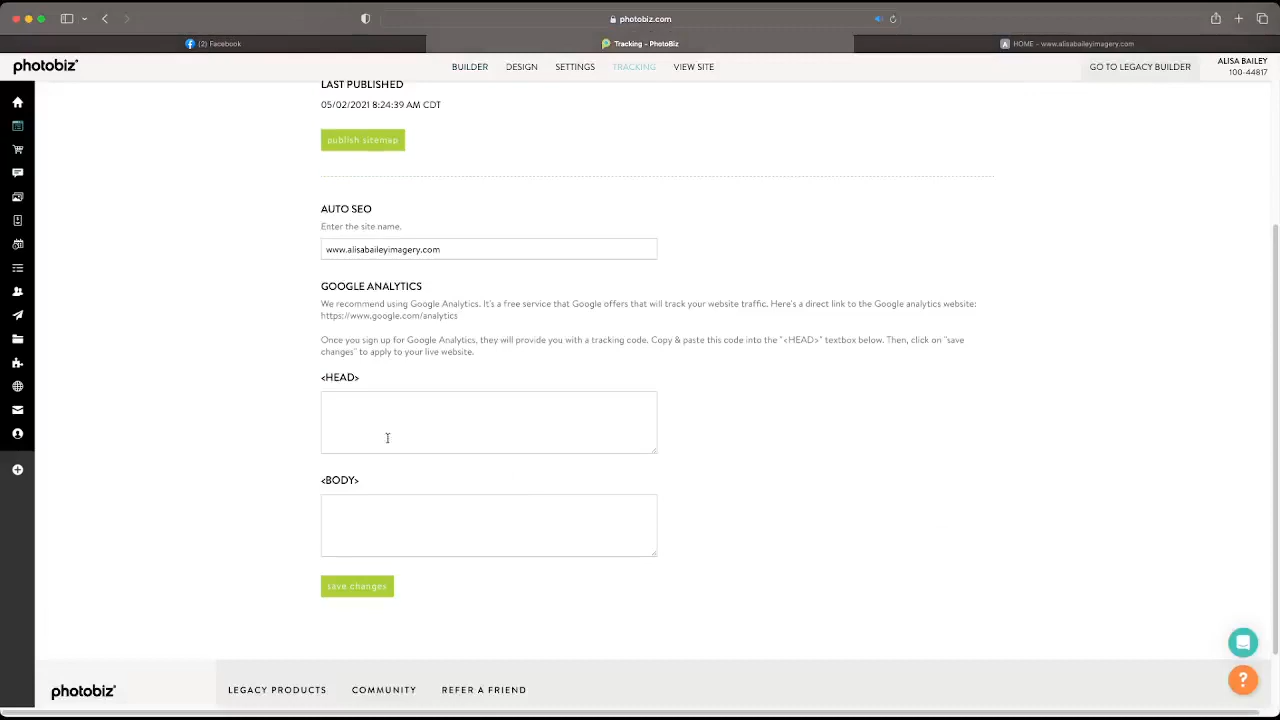 photobiz.com
(2) Facebook
Tracking - PhotoBiz
HOME - www.alisabaileyimagery.com
photobiz
BUILDER DESIGN SETTINGS TRACKING VIEW SITE
GO TO LEGACY BUILDER
ALISA BAILEY
100-44817
LAST PUBLISHED
05/02/2021 8:24:39 AM CDT
publish sitemap
AUTO SEO
Enter the site name.
www.alisabaileyimagery.com
GOOGLE ANALYTICS
We recommend using Google Analytics. It's a free service that Google offers that will track your website traffic. Here's a direct link to the Google analytics website:
https://www.google.com/analytics
Once you sign up for Google Analytics, they will provide you with a tracking code. Copy & paste this code into the "<HEAD>" textbox below. Then, click on "save
changes" to apply to your live website.
<HEAD>
<BODY>
save changes
?
photobiz
LEGACY PRODUCTS COMMUNITY REFER A FRIEND